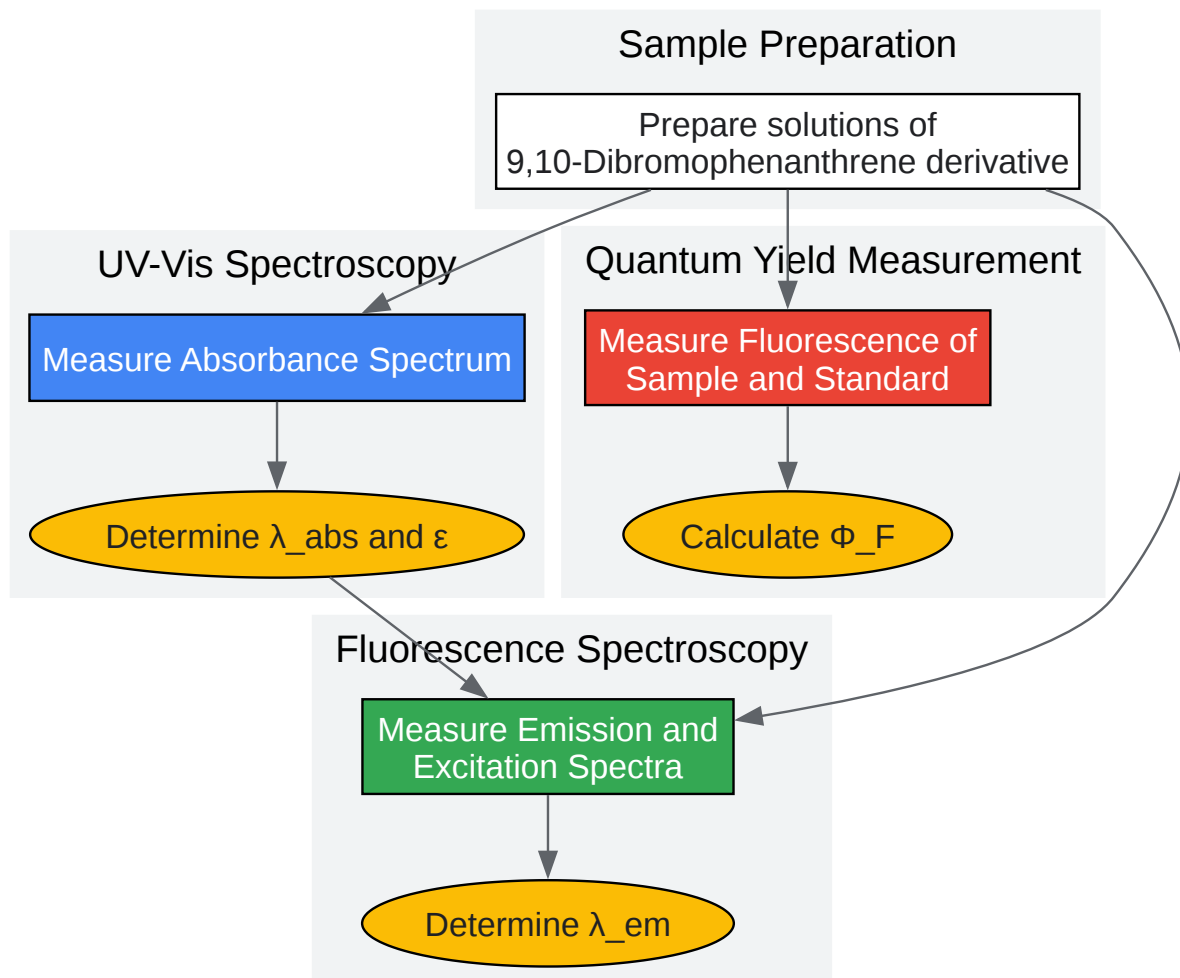 Sample Preparation
Prepare solutions of
9,10-Dibromophenanthrene derivative
UV-Vis Spectroscopy
Measure Absorbance Spectrum
Determine λ_abs and ε
Quantum Yield Measurement
Measure Fluorescence of
Sample and Standard
Calculate Φ_F
Fluorescence Spectroscopy
Measure Emission and
Excitation Spectra
Determine λ_em